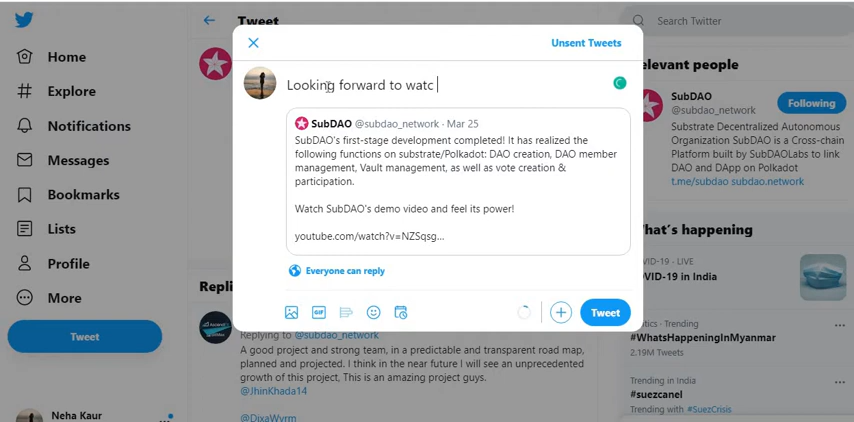 Tweet
Search Twitter
Home
Explore
Notifications
Messages
Bookmarks
Lists
Profile
More
Tweet
Neha Kaur
Unsent Tweets
Looking forward to watc
SubDAO @subdao_network · Mar 25
SubDAO's first-stage development completed! It has realized the
following functions on substrate/Polkadot: DAO creation, DAO member
management, Vault management, as well as vote creation &
participation.
Watch SubDAO's demo video and feel its power!
youtube.com/watch?v=NZSqsg...
Everyone can reply
GIF
Tweet
Repli
Replying to @subdao_network
A good project and strong team, in a predictable and transparent road map,
planned and projected. I think in the near future I will see an unprecedented
growth of this project, This is an amazing project guys.
@JhinKhada14
@DixaWyrm
elevant people
SubDAO
@subdao_network
Following
Substrate Decentralized Autonomous
Organization SubDAO is a Cross-chain
Platform built by SubDAOLabs to link
DAO and DApp on Polkadot
t.me/subdao subdao.network
hat's happening
VID-19 · LIVE
VID-19 in India
itics · Trending
#WhatsHappeningInMyanmar
2.19M Tweets
Trending in India
#suezcanel
Trending with #SuezCrisis